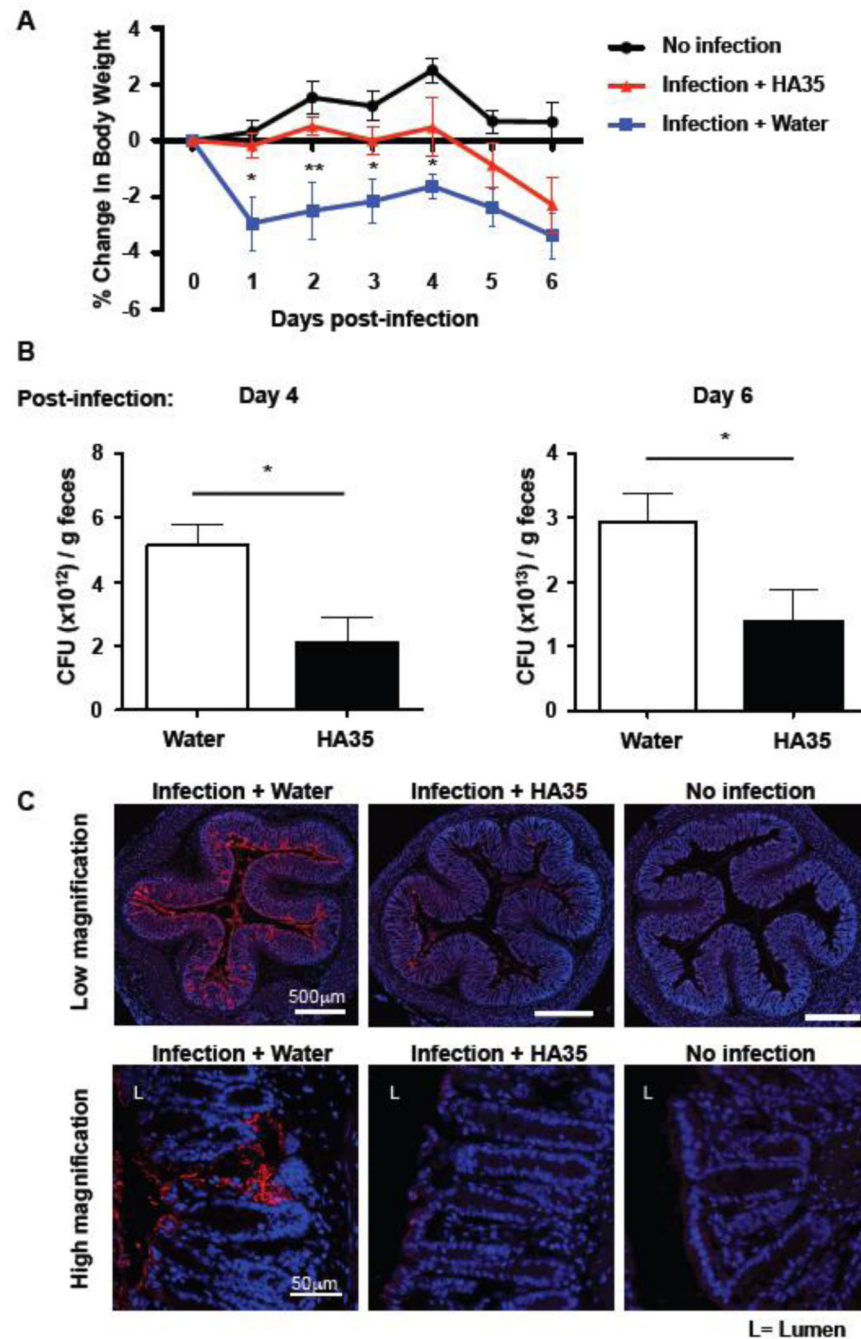 A
% Change In Body Weight
4
2
0
-2
-4
-6
* ** * *
0 1 2 3 4 5 6
Days post-infection
No infection
Infection + HA35
Infection + Water
B
Post-infection: Day 4 Day 6
CFU (x10¹²) / g feces
8
6
4
2
0
*
Water HA35
CFU (x10¹³) / g feces
4
3
2
1
0
*
Water HA35
C
Infection + Water Infection + HA35 No infection
Low magnification
500µm
Infection + Water Infection + HA35 No infection
High magnification
L L L
50µm
L= Lumen